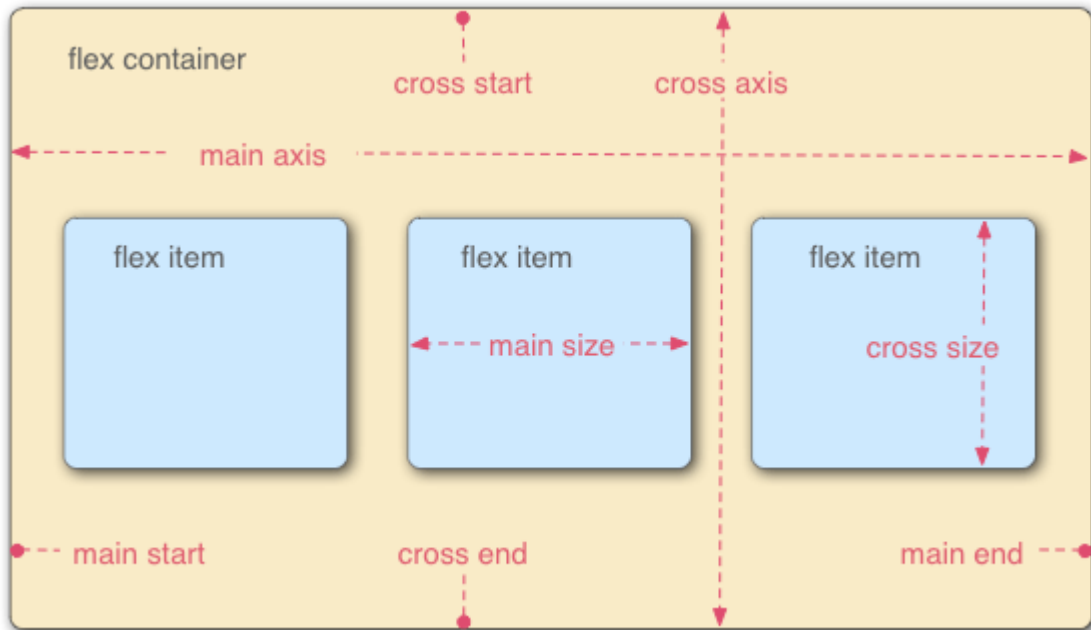 flex container
cross start
cross axis
main axis
flex item
flex item
flex item
main size
cross size
main start
cross end
main end